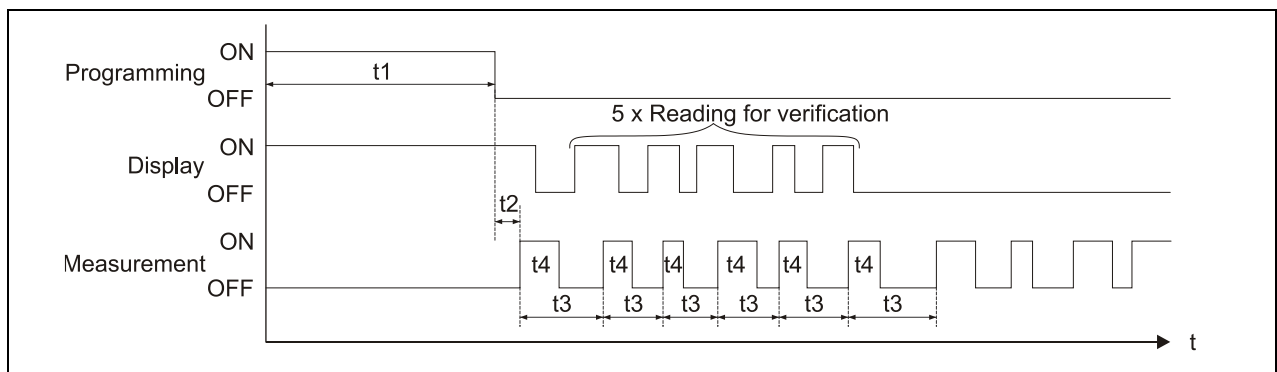 ON
Programming
t1
OFF
5 x Reading for verification
ON
Display
OFF
t2
ON
Measurement
t4 t4 t4 t4 t4 t4
OFF
t3 t3 t3 t3 t3 t3
t